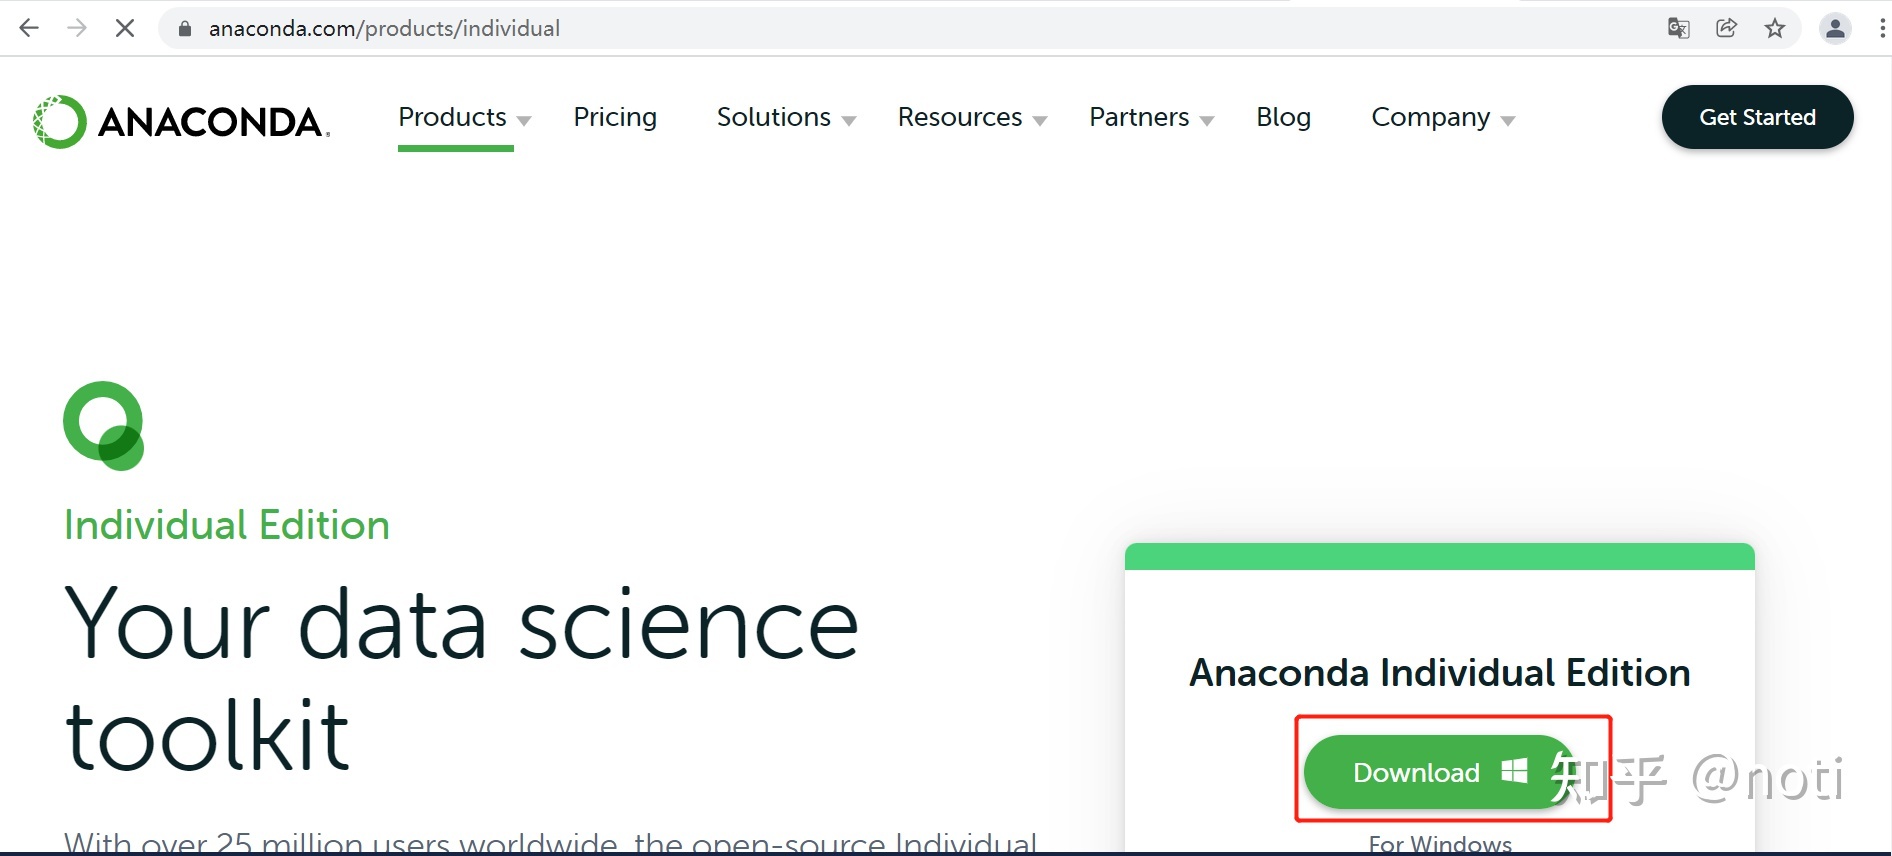 anaconda.com/products/individual
ANACONDA.
Products Pricing Solutions Resources Partners Blog Company Get Started
Individual Edition
Your data science
toolkit
With over 25 million users worldwide, the open-source Individual
Anaconda Individual Edition
Download
知乎 @noti
For Windows